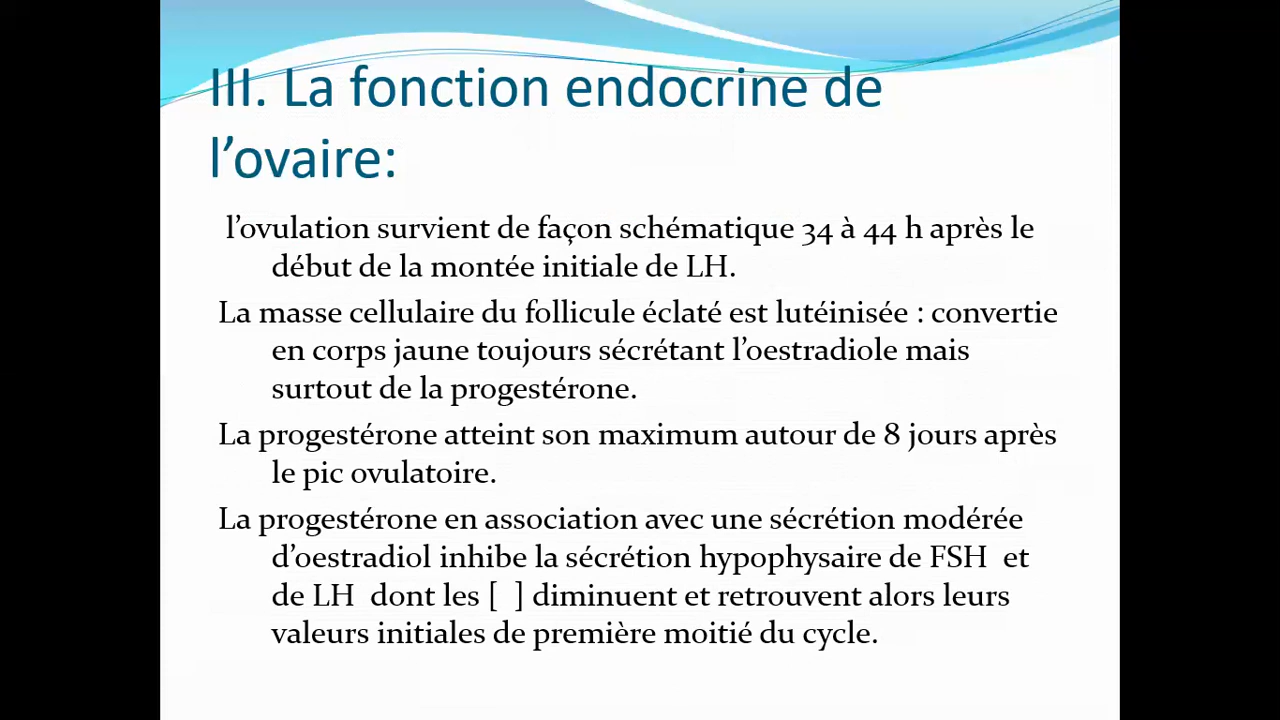 III. La fonction endocrine de
l’ovaire:
l’ovulation survient de façon schématique 34 à 44 h après le
début de la montée initiale de LH.
La masse cellulaire du follicule éclaté est lutéinisée : convertie
en corps jaune toujours sécrétant l’oestradiole mais
surtout de la progestérone.
La progestérone atteint son maximum autour de 8 jours après
le pic ovulatoire.
La progestérone en association avec une sécrétion modérée
d’oestradiol inhibe la sécrétion hypophysaire de FSH  et
de LH  dont les [  ] diminuent et retrouvent alors leurs
valeurs initiales de première moitié du cycle.